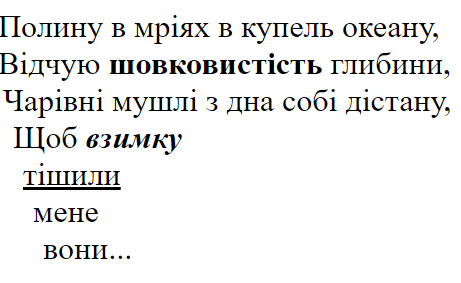 Полину в мріях в купель океану,
Відчую шовковистість глибини,
Чарівні мушлі з дна собі дістану,
Щоб взимку
тішили
мене
вони...